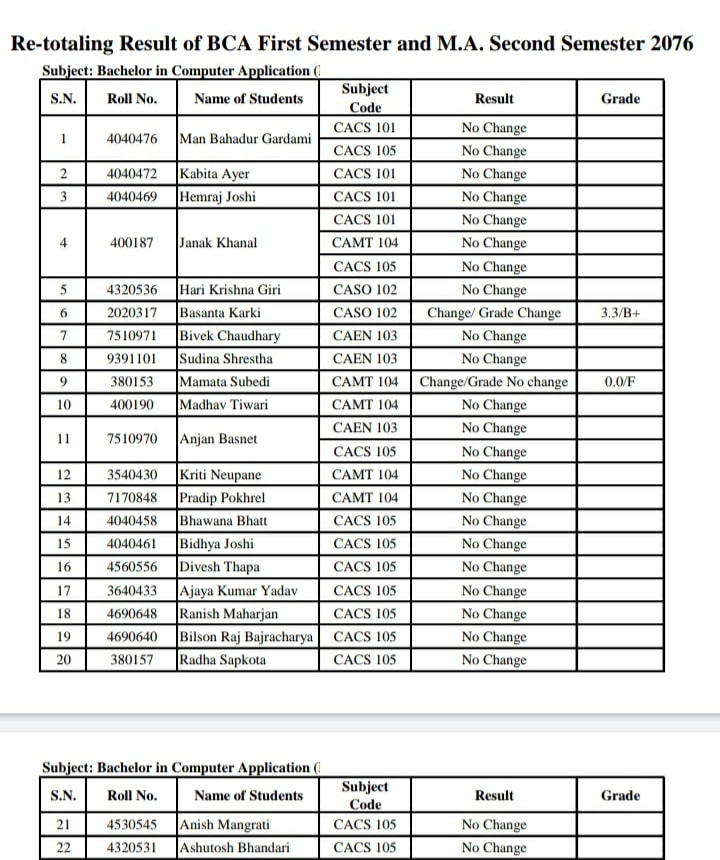 Re-totaling Result of BCA First Semester and M.A. Second Semester 2076
Subject: Bachelor in Computer Application (
S.N. Roll No. Name of Students Subject Code Result Grade
1 4040476 Man Bahadur Gardami CACS 101 No Change
CACS 105 No Change
2 4040472 Kabita Ayer CACS 101 No Change
3 4040469 Hemraj Joshi CACS 101 No Change
4 400187 Janak Khanal CACS 101 No Change
CAMT 104 No Change
CACS 105 No Change
5 4320536 Hari Krishna Giri CASO 102 No Change
6 2020317 Basanta Karki CASO 102 Change/ Grade Change 3.3/B+
7 7510971 Bivek Chaudhary CAEN 103 No Change
8 9391101 Sudina Shrestha CAEN 103 No Change
9 380153 Mamata Subedi CAMT 104 Change/Grade No change 0.0/F
10 400190 Madhav Tiwari CAMT 104 No Change
11 7510970 Anjan Basnet CAEN 103 No Change
CACS 105 No Change
12 3540430 Kriti Neupane CAMT 104 No Change
13 7170848 Pradip Pokhrel CAMT 104 No Change
14 4040458 Bhawana Bhatt CACS 105 No Change
15 4040461 Bidhya Joshi CACS 105 No Change
16 4560556 Divesh Thapa CACS 105 No Change
17 3640433 Ajaya Kumar Yadav CACS 105 No Change
18 4690648 Ranish Maharjan CACS 105 No Change
19 4690640 Bilson Raj Bajracharya CACS 105 No Change
20 380157 Radha Sapkota CACS 105 No Change
Subject: Bachelor in Computer Application (
S.N. Roll No. Name of Students Subject Code Result Grade
21 4530545 Anish Mangrati CACS 105 No Change
22 4320531 Ashutosh Bhandari CACS 105 No Change